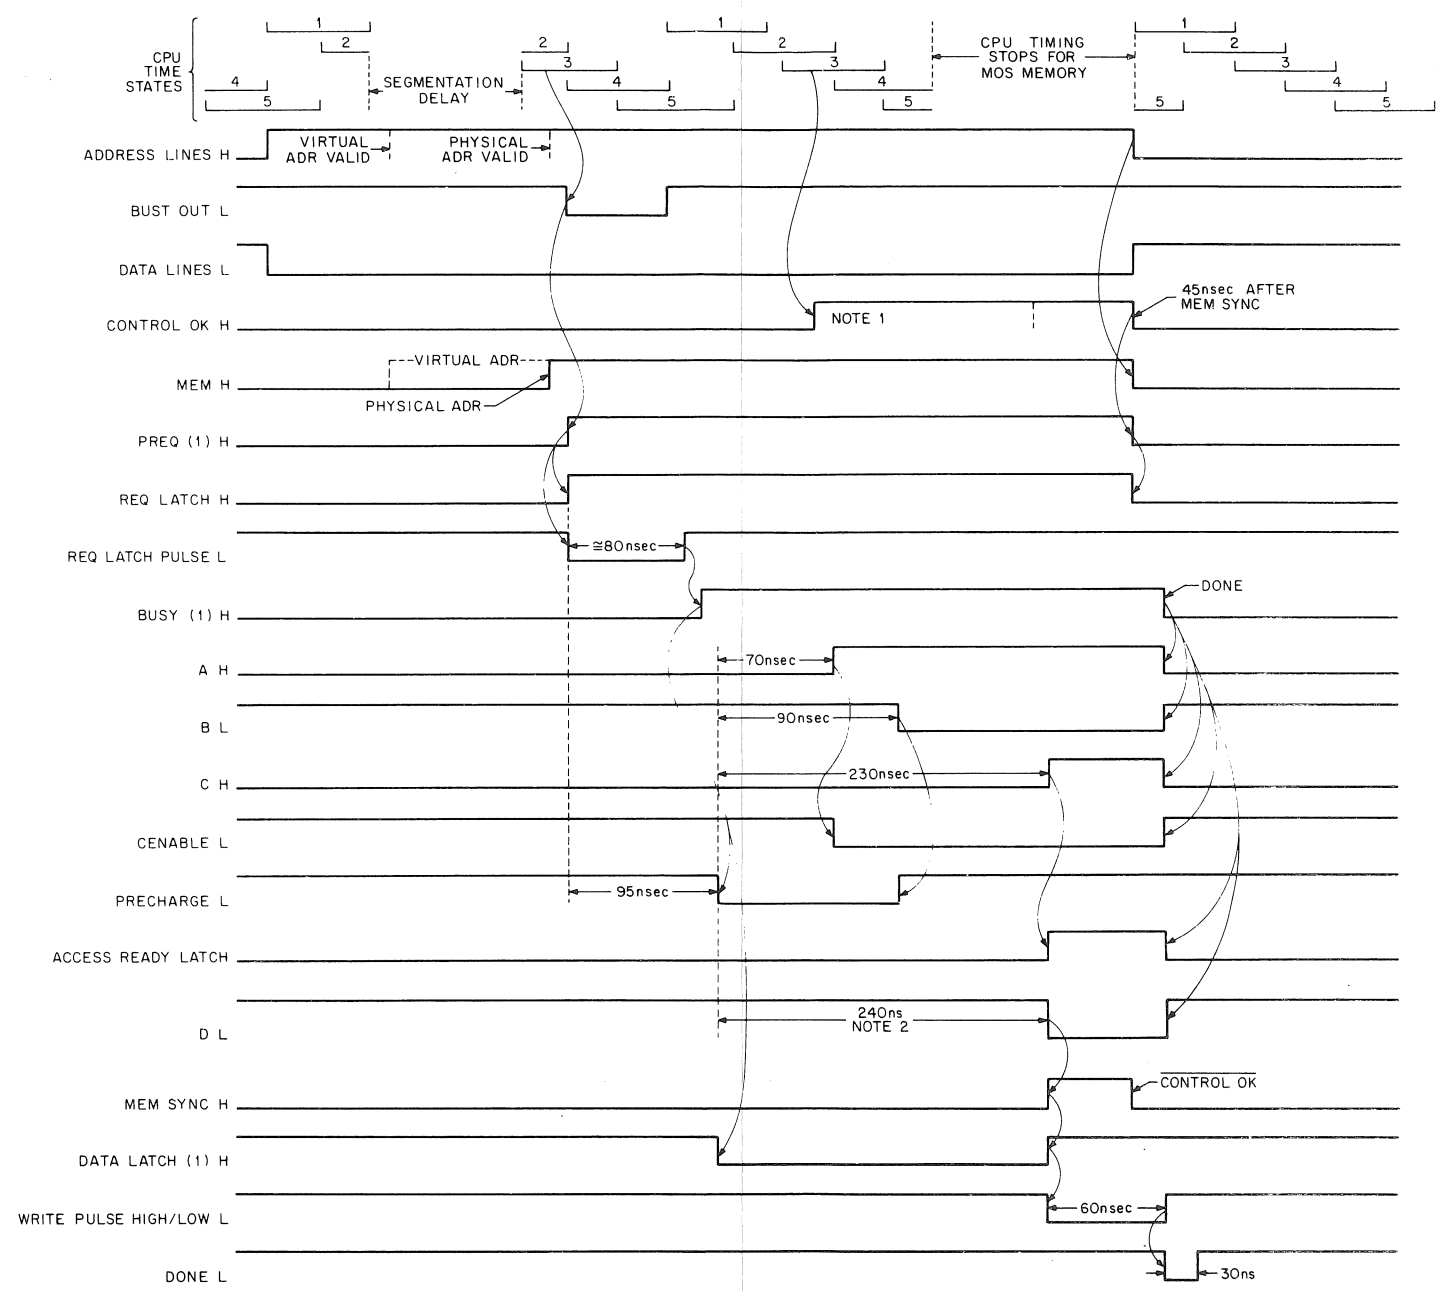 1 1 1
2 2 2 2
CPU TIMING
STOPS FOR
MOS MEMORY
CPU
TIME
STATES
3 3 3
4 4 4 4
SEGMENTATION
DELAY
5 5 5 5 5
ADDRESS LINES H
VIRTUAL
ADR VALID
PHYSICAL
ADR VALID
BUST OUT L
DATA LINES L
45nsec AFTER
MEM SYNC
CONTROL OK H
NOTE 1
VIRTUAL ADR
MEM H
PHYSICAL ADR
PREQ (1) H
REQ LATCH H
≅80nsec
REQ LATCH PULSE L
DONE
BUSY (1) H
70nsec
A H
90nsec
B L
230nsec
C H
CENABLE L
95nsec
PRECHARGE L
ACCESS READY LATCH H
240ns
NOTE 2
D L
CONTROL OK
MEM SYNC H
DATA LATCH (1) H
60nsec
WRITE PULSE HIGH/LOW L
30ns
DONE L